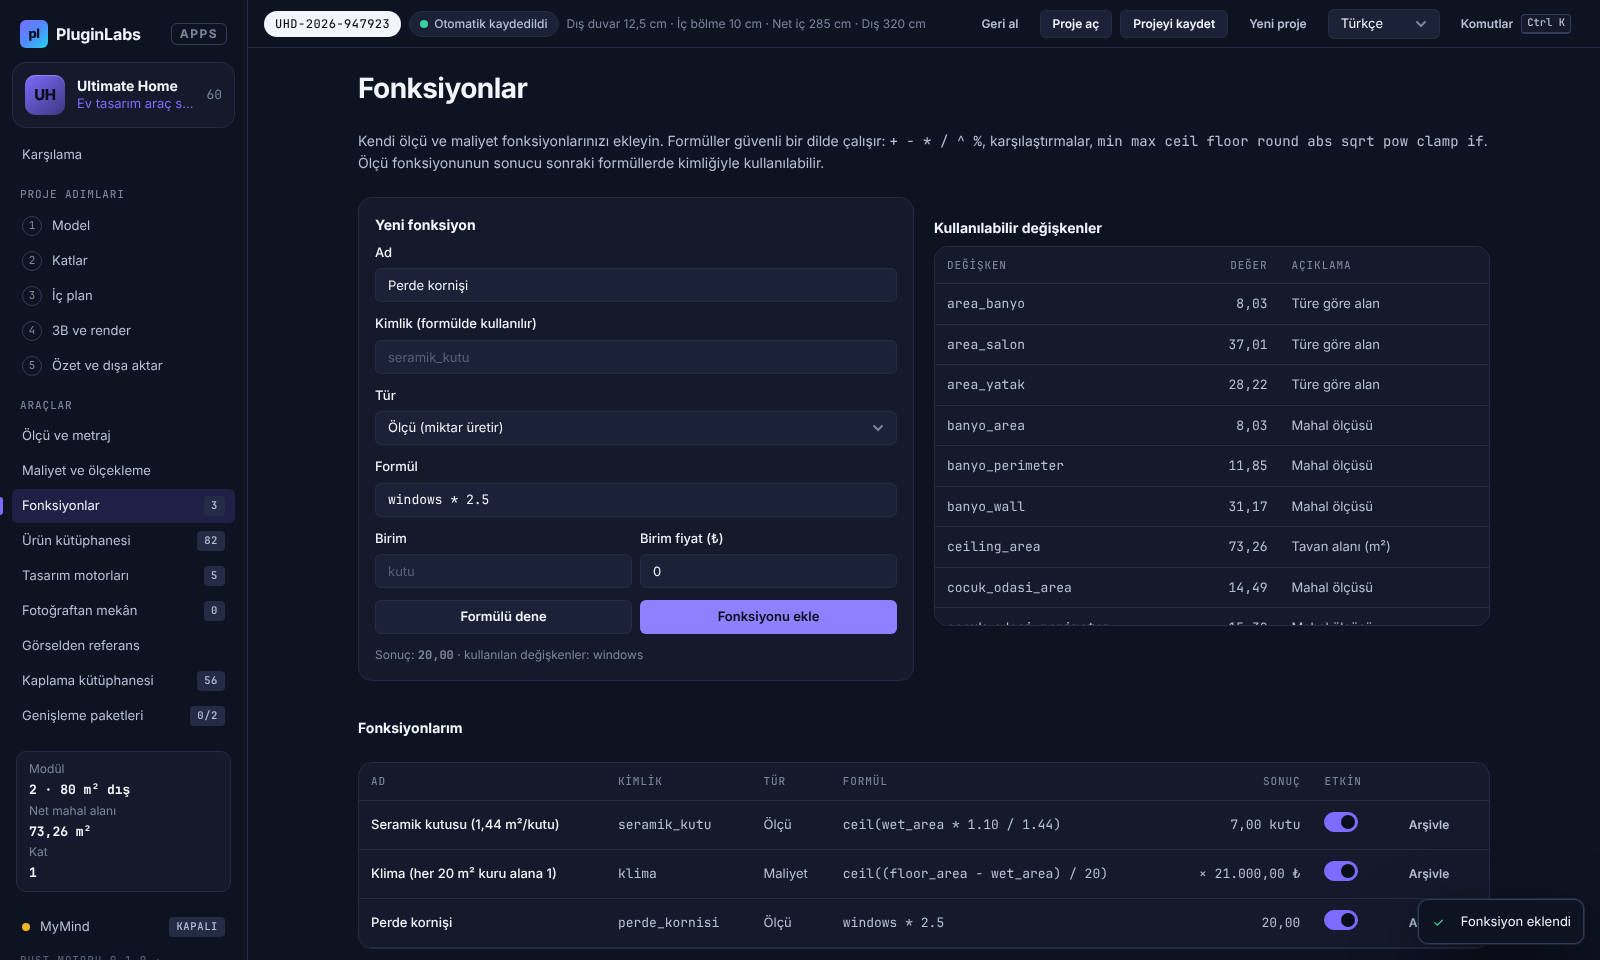 pl PluginLabs APPS
UH Ultimate Home 60
Ev tasarım araç s...
Karşılama
PROJE ADIMLARI
1 Model
2 Katlar
3 İç plan
4 3B ve render
5 Özet ve dışa aktar
ARAÇLAR
Ölçü ve metraj
Maliyet ve ölçekleme
Fonksiyonlar 3
Ürün kütüphanesi 82
Tasarım motorları 5
Fotoğraftan mekân 0
Görselden referans
Kaplama kütüphanesi 56
Genişleme paketleri 0/2
Modül
2 · 80 m² dış
Net mahal alanı
73,26 m²
Kat
1
MyMind KAPALI
UHD-2026-947923 Otomatik kaydedildi Dış duvar 12,5 cm · İç bölme 10 cm · Net iç 285 cm · Dış 320 cm Geri al Proje aç Projeyi kaydet Yeni proje Türkçe Komutlar Ctrl K
Fonksiyonlar
Kendi ölçü ve maliyet fonksiyonlarınızı ekleyin. Formüller güvenli bir dilde çalışır: + - * / ^ %, karşılaştırmalar, min max ceil floor round abs sqrt pow clamp if.
Ölçü fonksiyonunun sonucu sonraki formüllerde kimliğiyle kullanılabilir.
Yeni fonksiyon
Ad
Perde kornişi
Kimlik (formülde kullanılır)
seramik_kutu
Tür
Ölçü (miktar üretir)
Formül
windows * 2.5
Birim Birim fiyat (₺)
kutu 0
Formülü dene Fonksiyonu ekle
Sonuç: 20,00 · kullanılan değişkenler: windows
Kullanılabilir değişkenler
DEĞİŞKEN DEĞER AÇIKLAMA
area_banyo 8,03 Türe göre alan
area_salon 37,01 Türe göre alan
area_yatak 28,22 Türe göre alan
banyo_area 8,03 Mahal ölçüsü
banyo_perimeter 11,85 Mahal ölçüsü
banyo_wall 31,17 Mahal ölçüsü
ceiling_area 73,26 Tavan alanı (m²)
cocuk_odasi_area 14,49 Mahal ölçüsü
Fonksiyonlarım
AD KİMLİK TÜR FORMÜL SONUÇ ETKİN
Seramik kutusu (1,44 m²/kutu) seramik_kutu Ölçü ceil(wet_area * 1.10 / 1.44) 7,00 kutu Arşivle
Klima (her 20 m² kuru alana 1) klima Maliyet ceil((floor_area - wet_area) / 20) × 21.000,00 ₺ Arşivle
Perde kornişi perde_kornisi Ölçü windows * 2.5 20,00
Fonksiyon eklendi